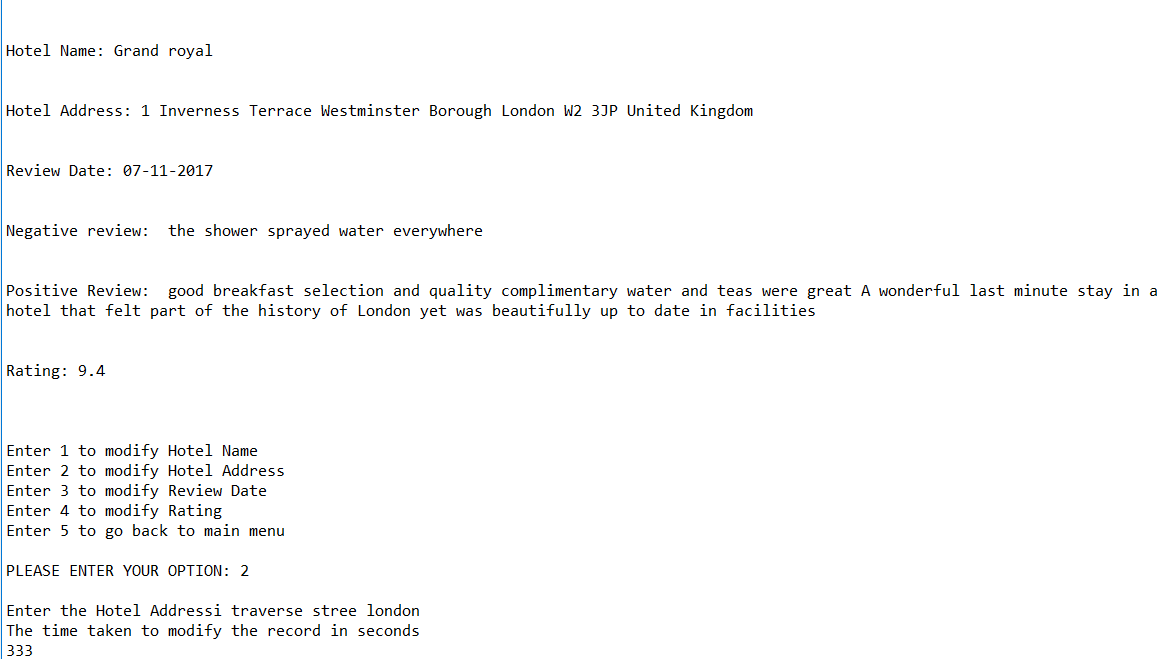 Hotel Name: Grand royal
Hotel Address: 1 Inverness Terrace Westminster Borough London W2 3JP United Kingdom
Review Date: 07-11-2017
Negative review:  the shower sprayed water everywhere
Positive Review:  good breakfast selection and quality complimentary water and teas were great A wonderful last minute stay in a
hotel that felt part of the history of London yet was beautifully up to date in facilities
Rating: 9.4
Enter 1 to modify Hotel Name
Enter 2 to modify Hotel Address
Enter 3 to modify Review Date
Enter 4 to modify Rating
Enter 5 to go back to main menu
PLEASE ENTER YOUR OPTION: 2
Enter the Hotel Addressi traverse stree london
The time taken to modify the record in seconds
333